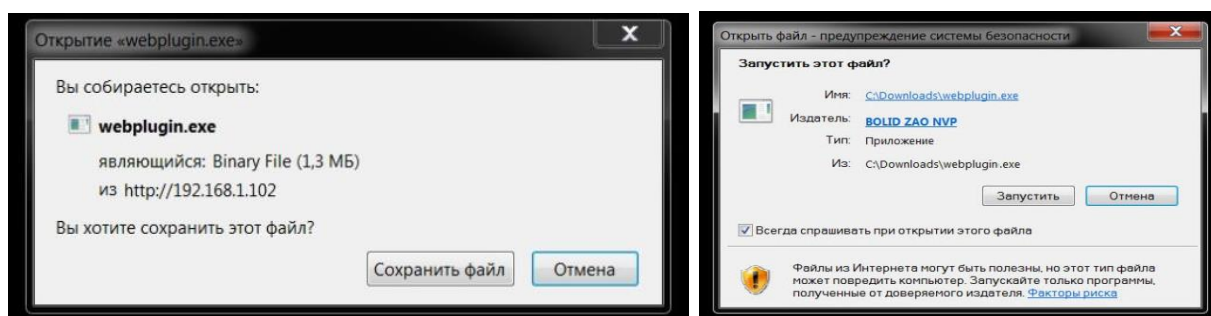 Открытие «webplugin.exe»
X
Вы собираетесь открыть:
webplugin.exe
являющийся: Binary File (1,3 МБ)
из http://192.168.1.102
Вы хотите сохранить этот файл?
Сохранить файл
Отмена
Открыть файл - предупреждение системы безопасности
X
Запустить этот файл?
Имя: C:\Downloads\webplugin.exe
Издатель: BOLID ZAO NVP
Тип: Приложение
Из: C:\Downloads\webplugin.exe
Запустить
Отмена
Всегда спрашивать при открытии этого файла
Файлы из Интернета могут быть полезны, но этот тип файла
может повредить компьютер. Запускайте только программы,
полученные от доверяемого издателя. Факторы риска